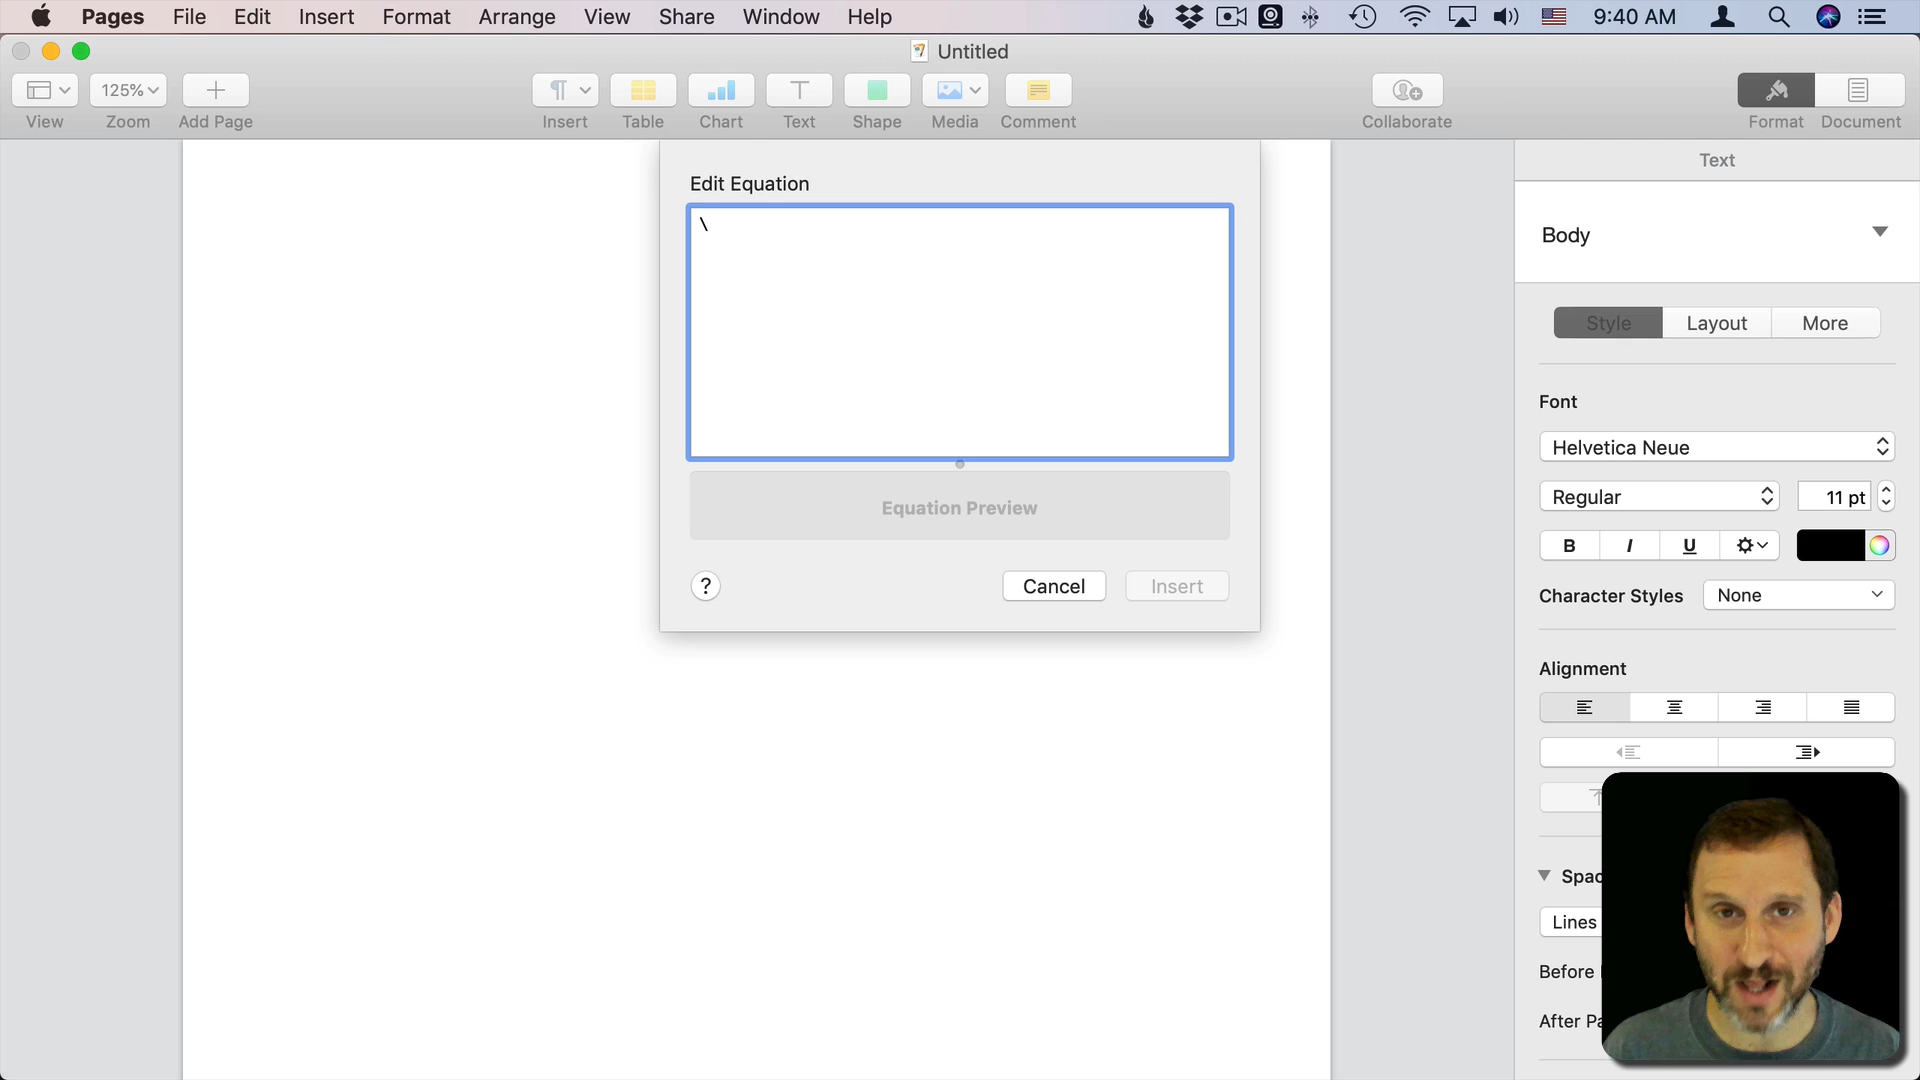 Pages File Edit Insert Format Arrange View Share Window Help 9:40 AM
Untitled
125%
View Zoom Add Page Insert Table Chart Text Shape Media Comment Collaborate Format Document
Text
Edit Equation
\
Equation Preview
? Cancel Insert
Body
Style Layout More
Font
Helvetica Neue
Regular 11 pt
B I U
Character Styles None
Alignment
Spac
Lines
Before
After Pa